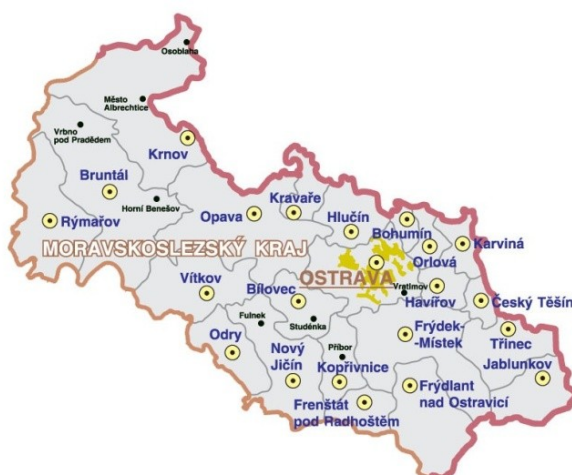 Osoblaha
Město
Albrechtice
Vrbno
pod Pradědem
Krnov
Bruntál
Horní Benešov
Rýmařov
Opava
Kravaře
Hlučín
Bohumín
Karviná
Orlová
MORAVSKOSLEZSKÝ KRAJ
OSTRAVA
Vítkov
Bílovec
Vratimov
Havířov
Český Těšín
Fulnek
Studénka
Odry
Nový
Jičín
Příbor
Kopřivnice
Frýdek-
-Místek
Třinec
Jablunkov
Frenštát
pod Radhoštěm
Frýdlant
nad Ostravicí